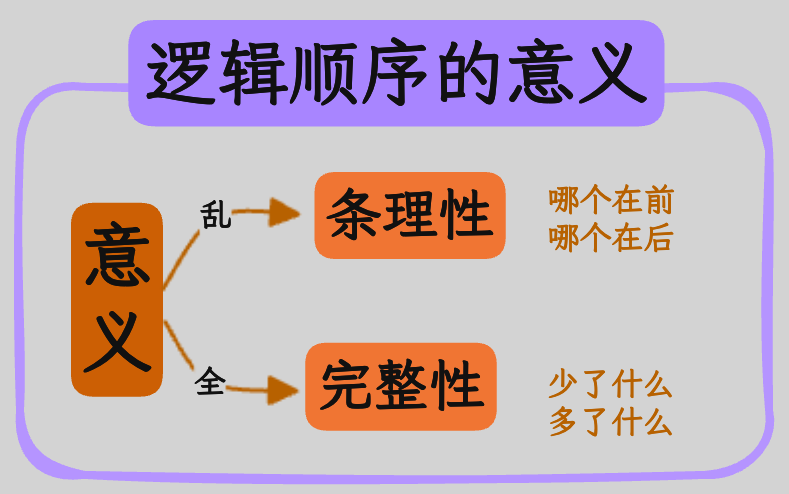 逻辑顺序的意义
意义
乱
条理性
哪个在前
哪个在后
全
完整性
少了什么
多了什么